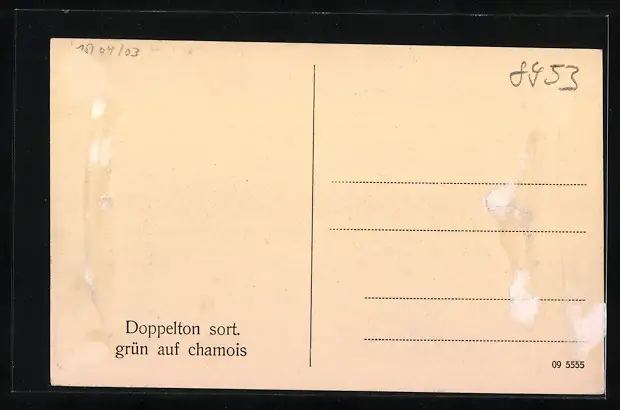 18/04/03
8453
Doppelton sort.
grün auf chamois
09 5555